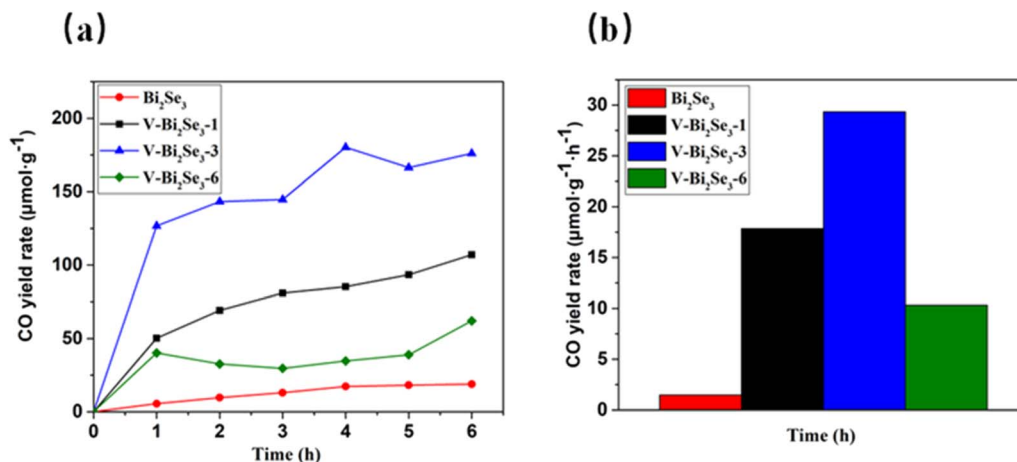 (a)
CO yield rate (μmol·g⁻¹)
200
150
100
50
0
Bi₂Se₃
V-Bi₂Se₃-1
V-Bi₂Se₃-3
V-Bi₂Se₃-6
0 1 2 3 4 5 6
Time (h)
(b)
CO yield rate (μmol·g⁻¹·h⁻¹)
30
25
20
15
10
5
0
Bi₂Se₃
V-Bi₂Se₃-1
V-Bi₂Se₃-3
V-Bi₂Se₃-6
Time (h)